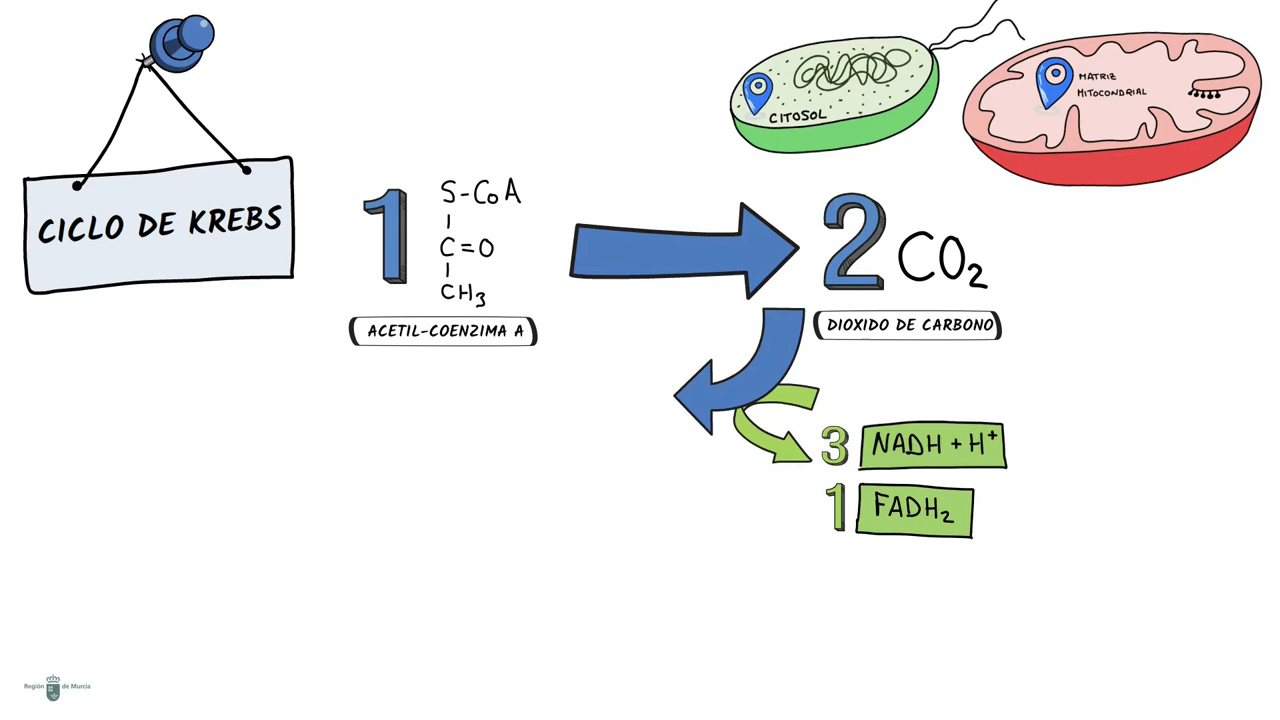 CICLO DE KREBS
1
S-CoA
C=O
CH3
ACETIL-COENZIMA A
CITOSOL
MATRIZ
MITOCONDRIAL
2 CO2
DIOXIDO DE CARBONO
3 NADH + H+
1 FADH2
Región de Murcia